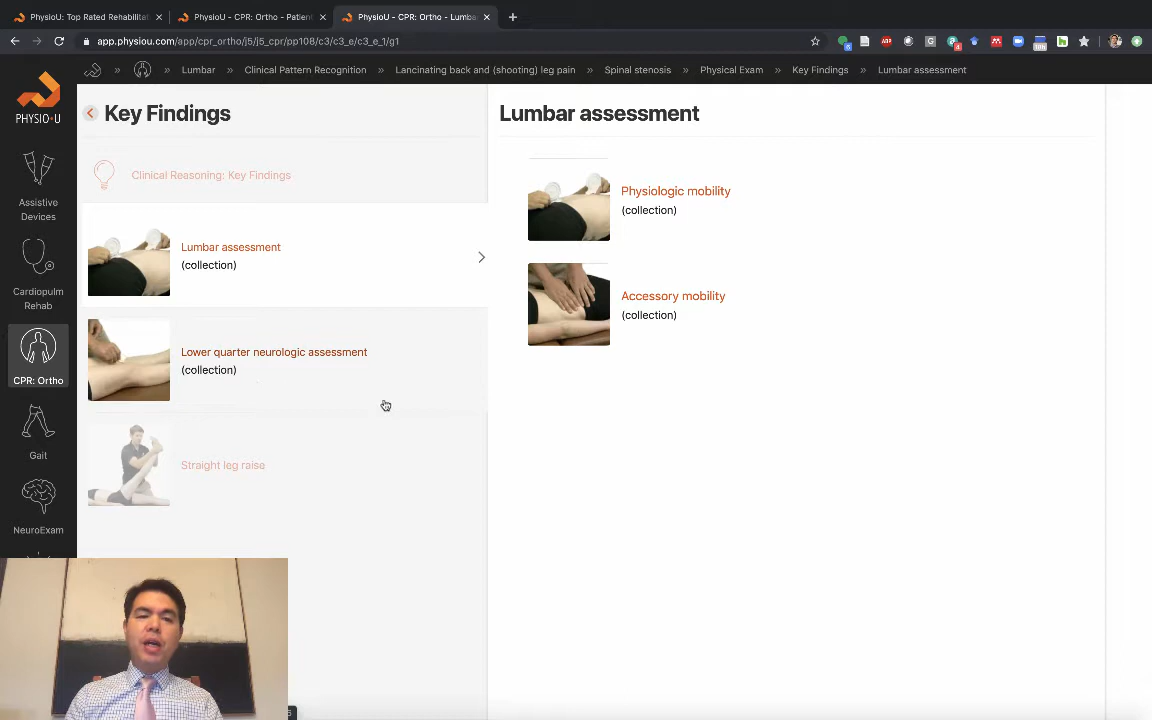 PhysioU: Top Rated Rehabilitat
PhysioU - CPR: Ortho - Patient
PhysioU - CPR: Ortho - Lumba
app.physiou.com/app/cpr_ortho/j5/j5_cpr/pp108/c3/c3_e/c3_e_1/g1
» » Lumbar » Clinical Pattern Recognition » Lancinating back and (shooting) leg pain » Spinal stenosis » Physical Exam » Key Findings » Lumbar assessment
PHYSIO U
Assistive
Devices
Cardiopulm
Rehab
CPR: Ortho
Gait
NeuroExam
Key Findings
Clinical Reasoning: Key Findings
Lumbar assessment
(collection)
Lower quarter neurologic assessment
(collection)
Straight leg raise
Lumbar assessment
Physiologic mobility
(collection)
Accessory mobility
(collection)